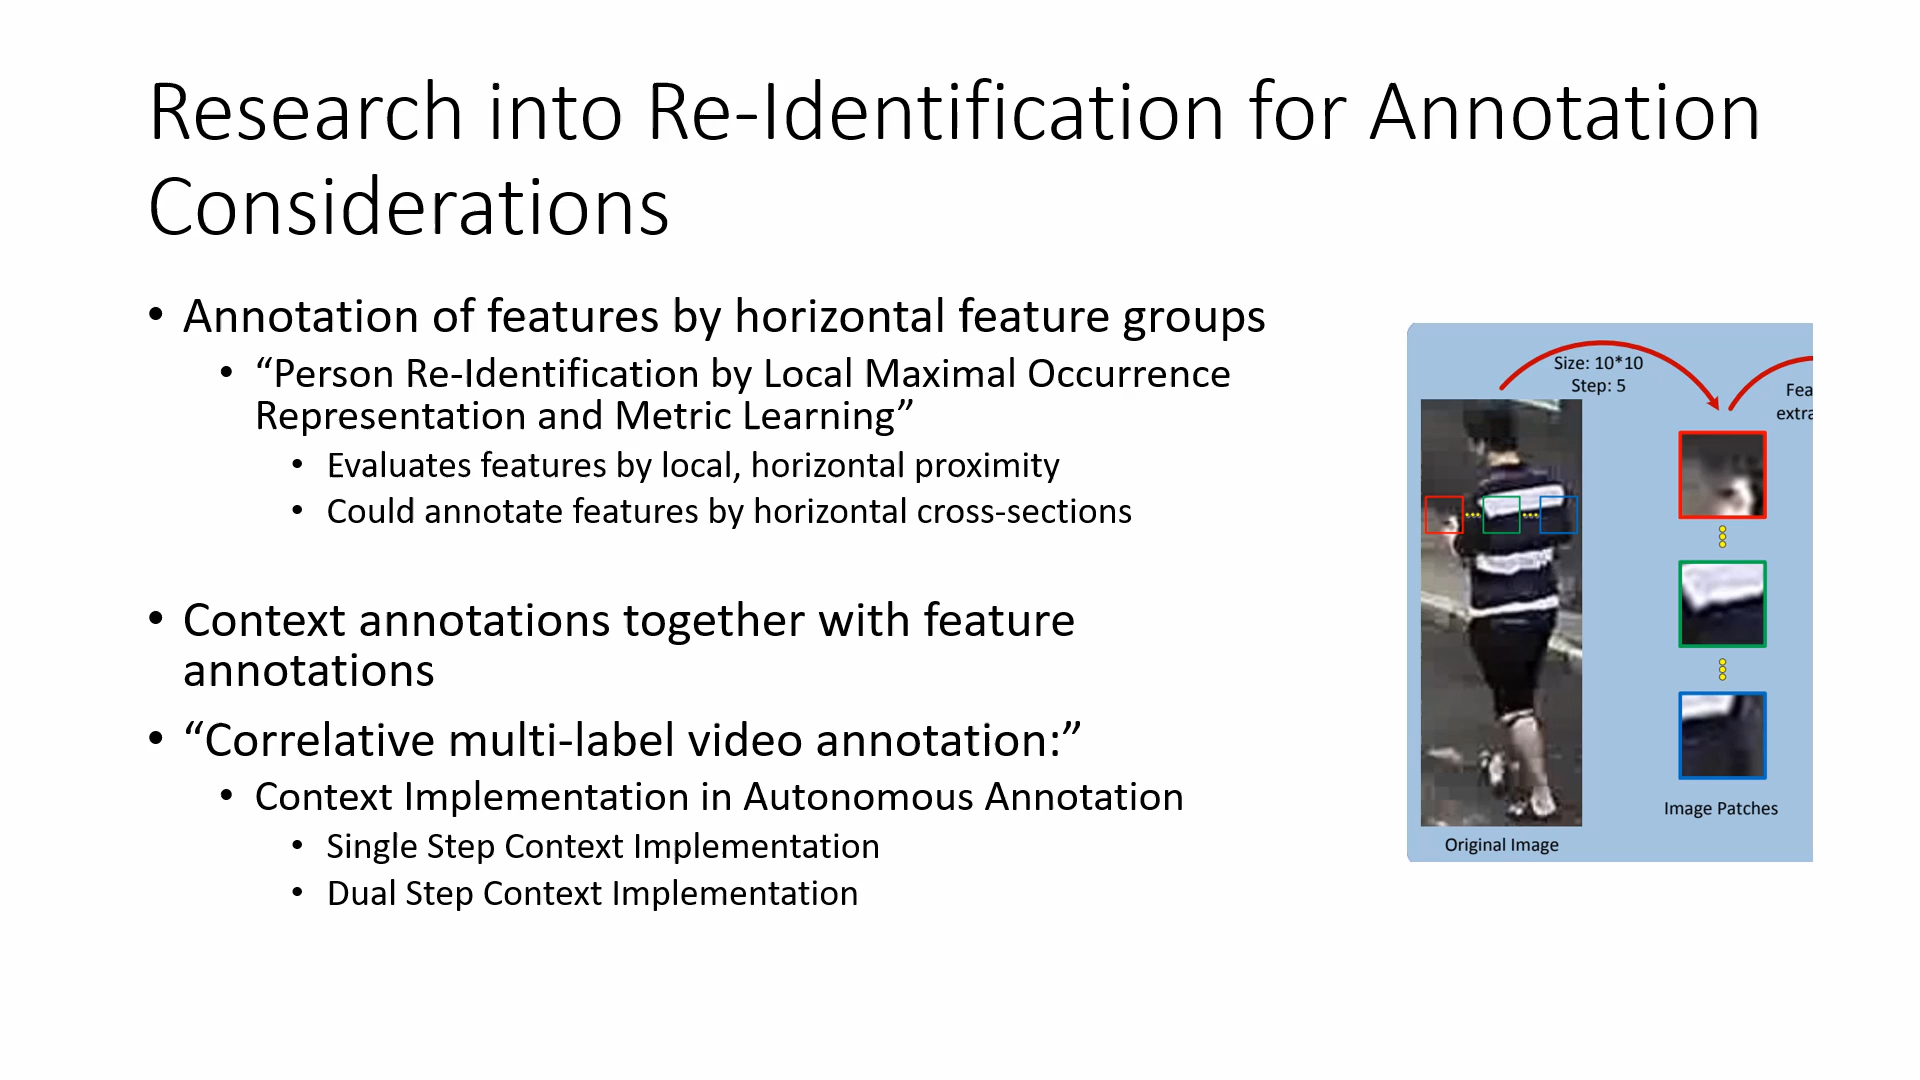 Research into Re-Identification for Annotation
Considerations
• Annotation of features by horizontal feature groups
• “Person Re-Identification by Local Maximal Occurrence
Representation and Metric Learning”
• Evaluates features by local, horizontal proximity
• Could annotate features by horizontal cross-sections
• Context annotations together with feature
annotations
• “Correlative multi-label video annotation:”
• Context Implementation in Autonomous Annotation
• Single Step Context Implementation
• Dual Step Context Implementation
Size: 10*10
Step: 5
Fea
extra
Image Patches
Original Image